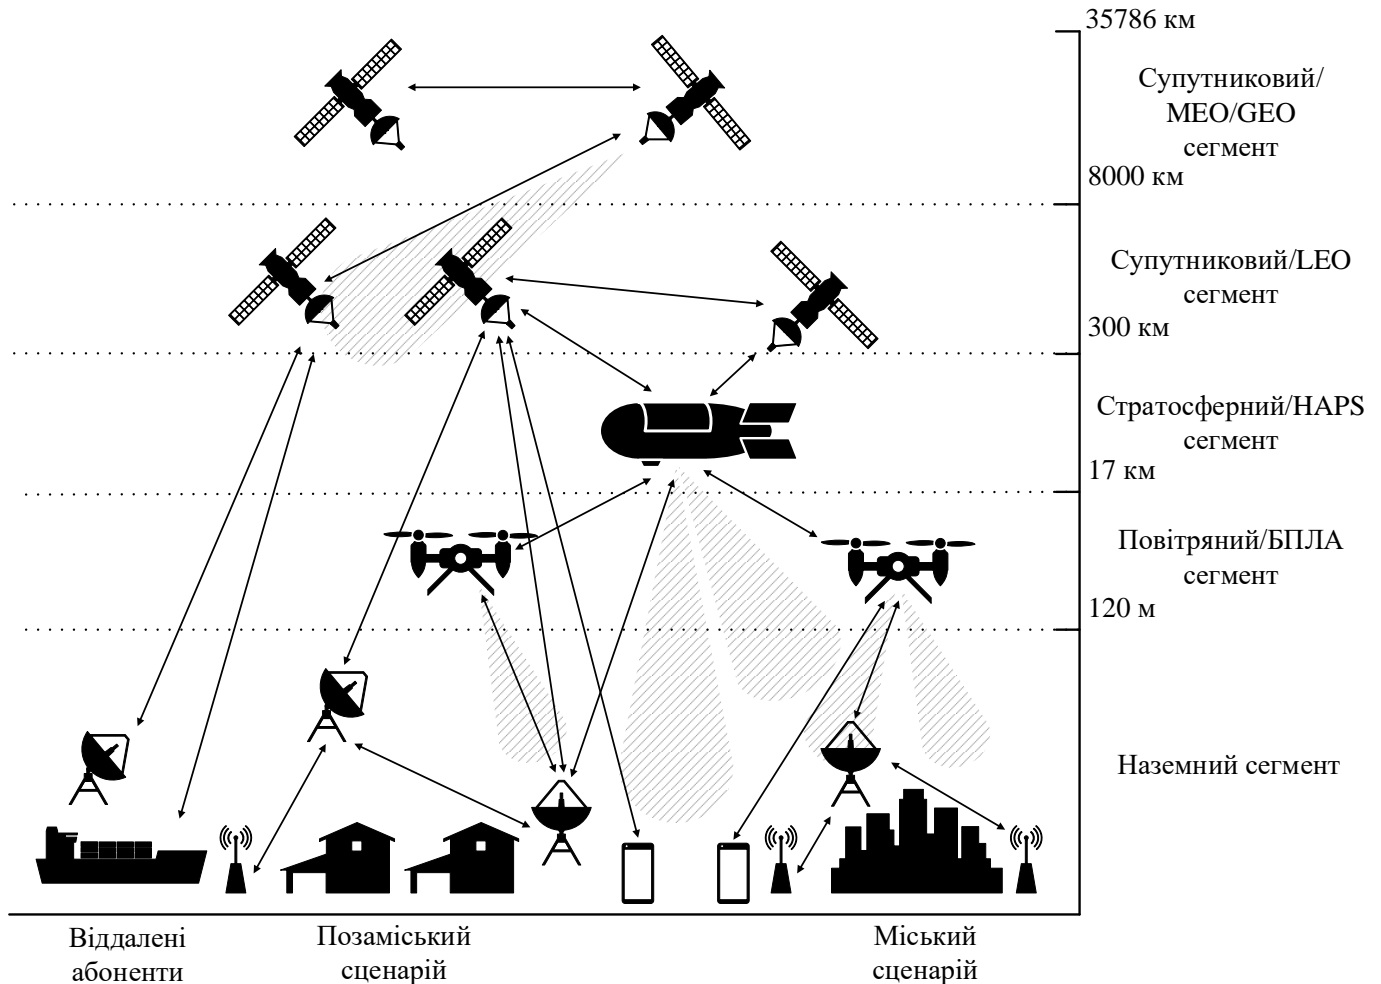 35786 км
Супутниковий/
MEO/GEO
сегмент
8000 км
Супутниковий/LEO
сегмент
300 км
Стратосферний/HAPS
сегмент
17 км
Повітряний/БПЛА
сегмент
120 м
Наземний сегмент
Віддалені
абоненти
Позаміський
сценарій
Міський
сценарій